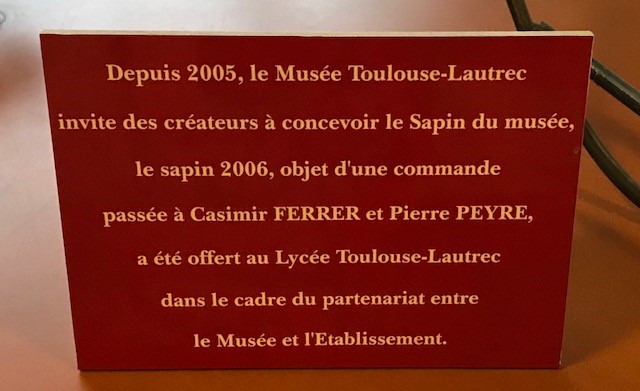 Depuis 2005, le Musée Toulouse-Lautrec
invite des créateurs à concevoir le Sapin du musée,
le sapin 2006, objet d'une commande
passée à Casimir FERRER et Pierre PEYRE,
a été offert au Lycée Toulouse-Lautrec
dans le cadre du partenariat entre
le Musée et l'Etablissement.